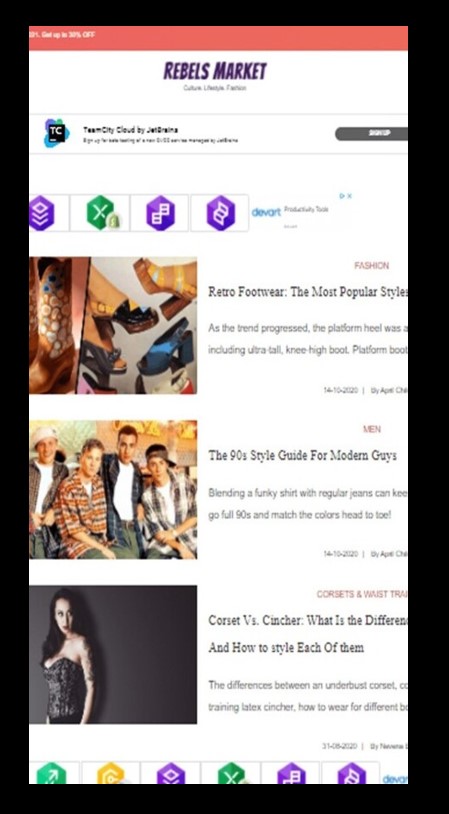 Get up to 30% OFF
REBELS MARKET
Culture. Lifestyle. Fashion
TC
TeamCity Cloud by JetBrains
Sign up for beta testing of a new CI/CD service managed by JetBrains
SIGN UP
devart Productivity Tools
FASHION
Retro Footwear: The Most Popular Styles
As the trend progressed, the platform heel was a
including ultra-tall, knee-high boot. Platform boot
14-10-2020 | By April
MEN
The 90s Style Guide For Modern Guys
Blending a funky shirt with regular jeans can kee
go full 90s and match the colors head to toe!
14-10-2020 | By April
CORSETS & WAIST TRAI
Corset Vs. Cincher: What Is the Differenc
And How to style Each Of them
The differences between an underbust corset, co
training latex cincher, how to wear for different bo
31-08-2020 | By Nevena
devar